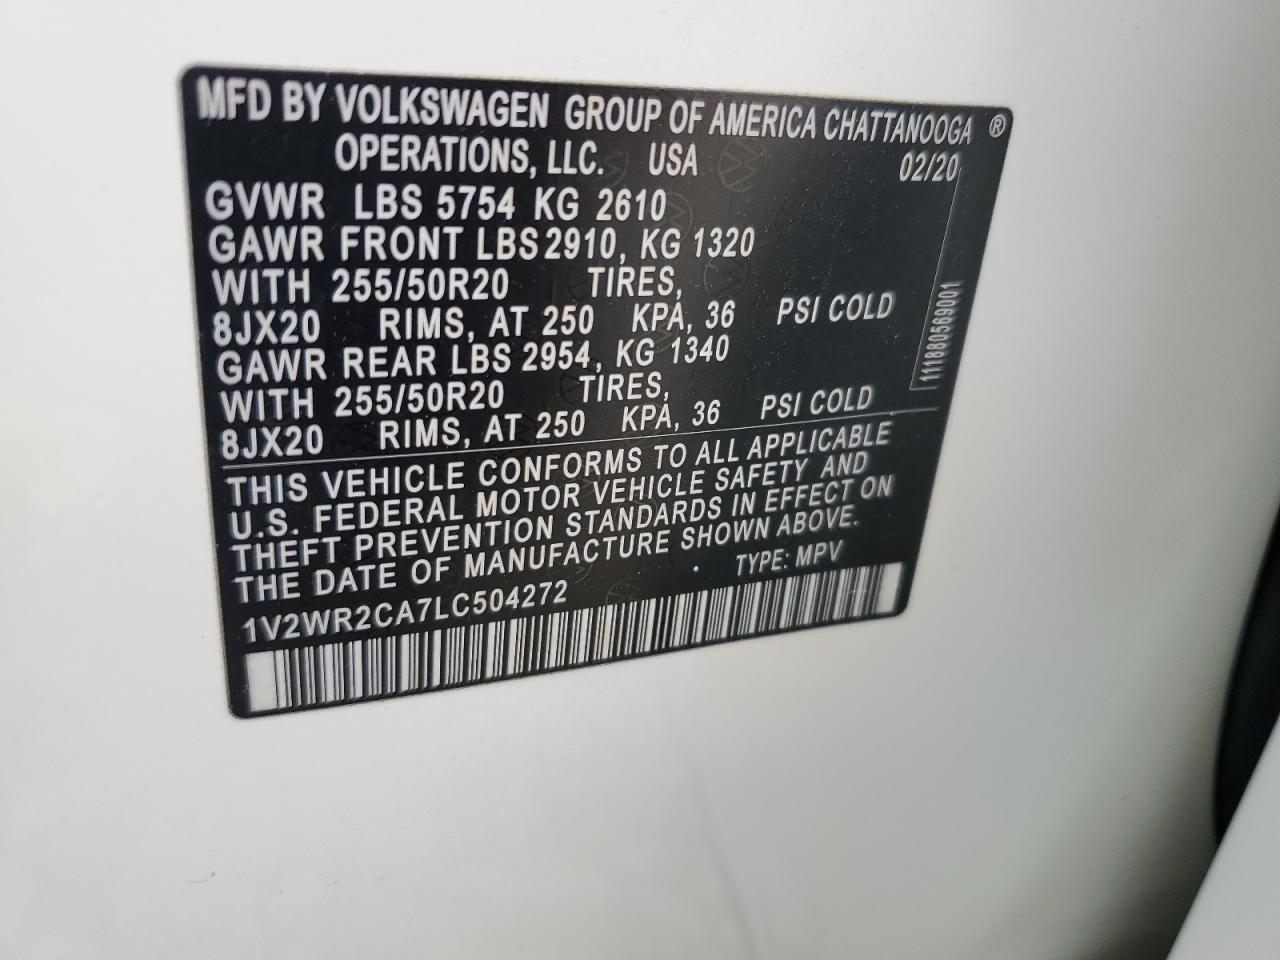 MFD BY VOLKSWAGEN GROUP OF AMERICA CHATTANOOGA ®
OPERATIONS, LLC. USA 02/20
GVWR LBS 5754 KG 2610
GAWR FRONT LBS 2910, KG 1320
WITH 255/50R20 TIRES,
8JX20 RIMS, AT 250 KPA, 36 PSI COLD
GAWR REAR LBS 2954, KG 1340
WITH 255/50R20 TIRES,
8JX20 RIMS, AT 250 KPA, 36 PSI COLD
111880569001
THIS VEHICLE CONFORMS TO ALL APPLICABLE
U.S. FEDERAL MOTOR VEHICLE SAFETY AND
THEFT PREVENTION STANDARDS IN EFFECT ON
THE DATE OF MANUFACTURE SHOWN ABOVE.
1V2WR2CA7LC504272 . TYPE: MPV